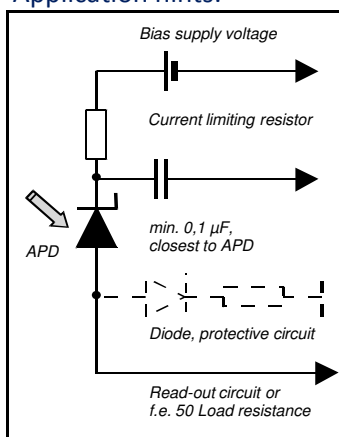 Application hints:
Bias supply voltage
Current limiting resistor
min. 0,1 µF,
closest to APD
APD
Diode, protective circuit
Read-out circuit or
f.e. 50 Load resistance